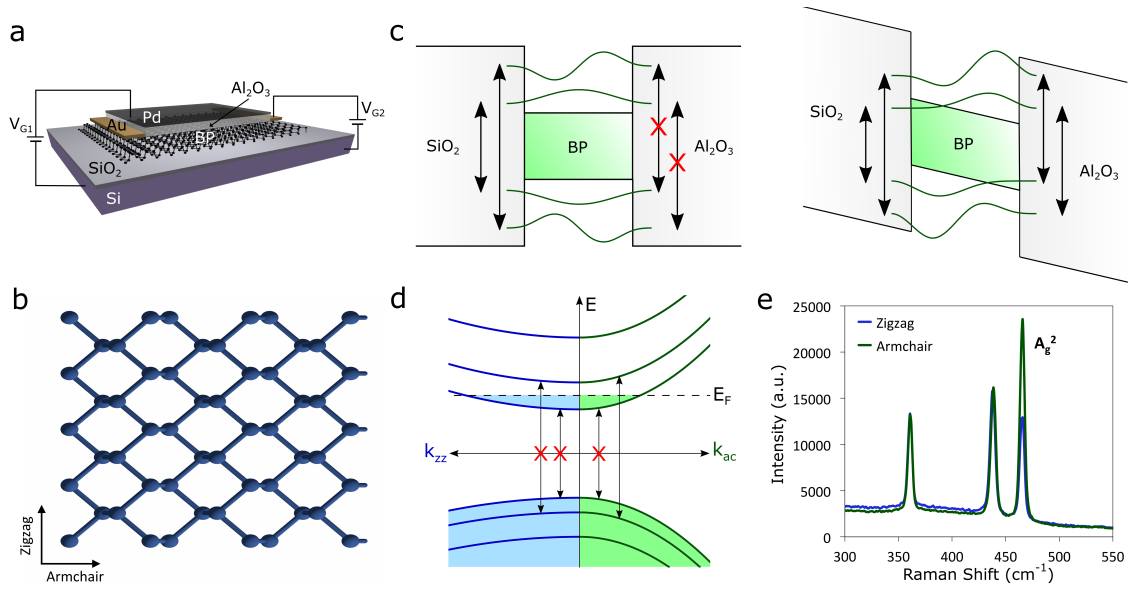 a
V_G1
Al₂O₃
V_G2
Pd
Au
BP
SiO₂
Si
b
Zigzag
Armchair
c
SiO₂
BP
Al₂O₃
SiO₂
BP
Al₂O₃
d
E
E_F
k_zz
k_ac
e
25000
20000
15000
10000
5000
0
Zigzag
Armchair
A_g²
Intensity (a.u.)
300 350 400 450 500 550
Raman Shift (cm⁻¹)